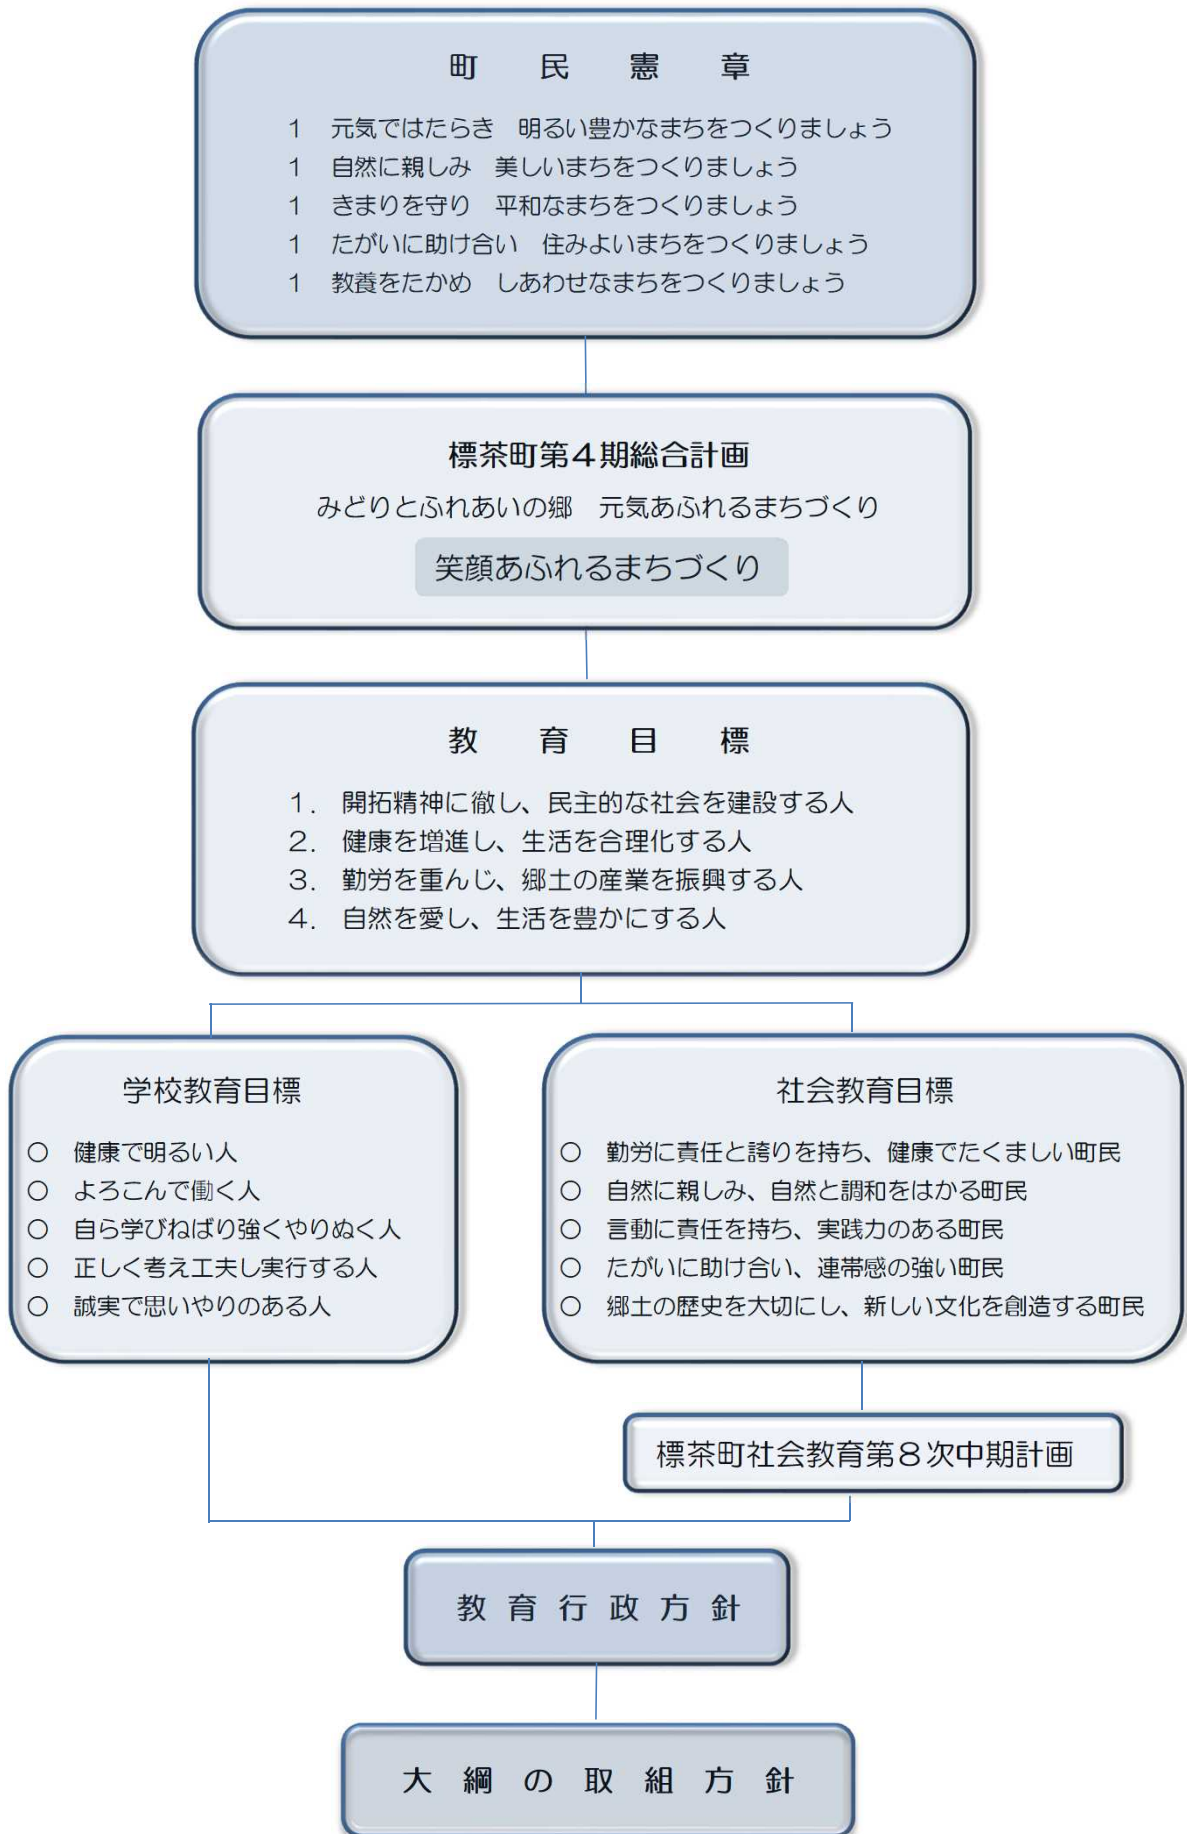 町民憲章
1 元気ではたらき 明るい豊かなまちをつくりましょう
1 自然に親しみ 美しいまちをつくりましょう
1 きまりを守り 平和なまちをつくりましょう
1 たがいに助け合い 住みよいまちをつくりましょう
1 教養をたかめ しあわせなまちをつくりましょう
標茶町第4期総合計画
みどりとふれあいの郷 元気あふれるまちづくり
笑顔あふれるまちづくり
教育目標
1. 開拓精神に徹し、民主的な社会を建設する人
2. 健康を増進し、生活を合理化する人
3. 勤労を重んじ、郷土の産業を振興する人
4. 自然を愛し、生活を豊かにする人
学校教育目標
○ 健康で明るい人
○ よろこんで働く人
○ 自ら学びねばり強くやりぬく人
○ 正しく考え工夫し実行する人
○ 誠実で思いやりのある人
社会教育目標
○ 勤労に責任と誇りを持ち、健康でたくましい町民
○ 自然に親しみ、自然と調和をはかる町民
○ 言動に責任を持ち、実践力のある町民
○ たがいに助け合い、連帯感の強い町民
○ 郷土の歴史を大切にし、新しい文化を創造する町民
標茶町社会教育第8次中期計画
教育行政方針
大綱の取組方針